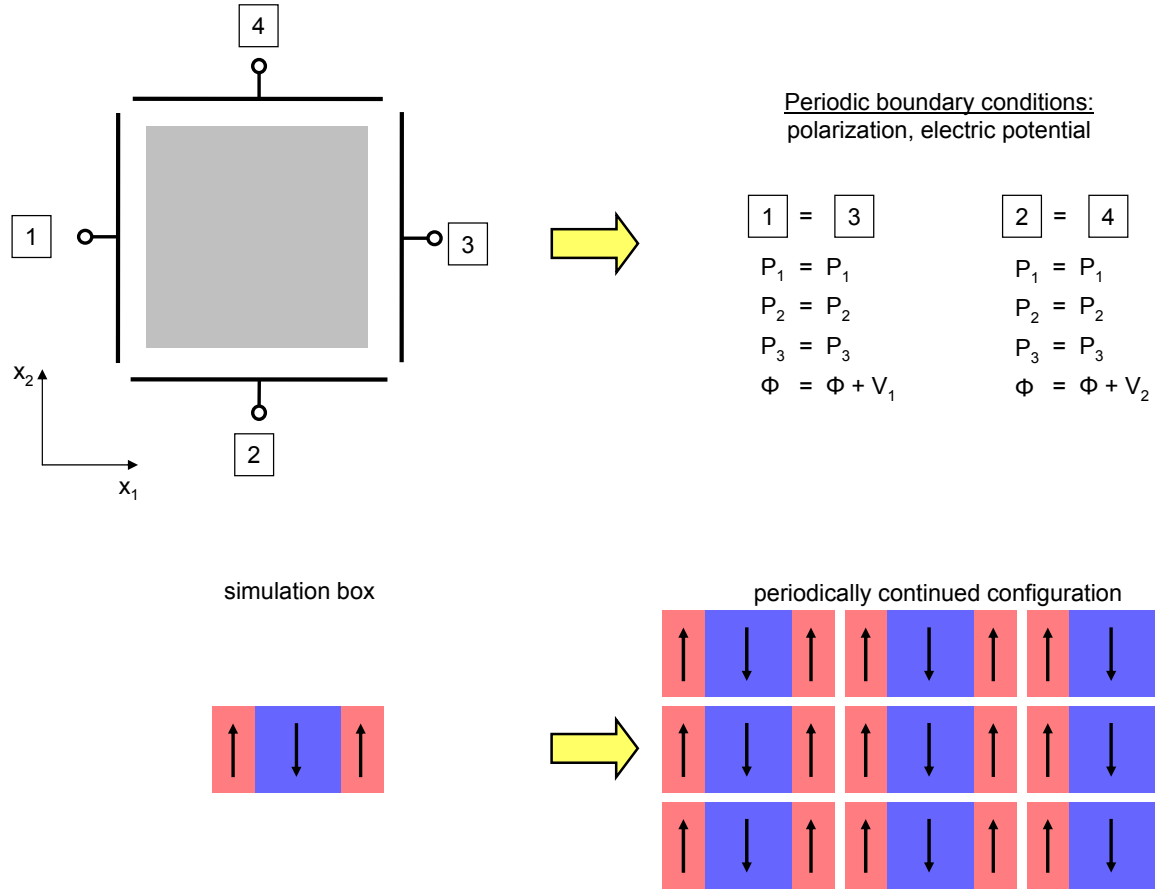 4
Periodic boundary conditions:
polarization, electric potential
1
3
1 = 3
2 = 4
P₁ = P₁
P₁ = P₁
P₂ = P₂
P₂ = P₂
P₃ = P₃
P₃ = P₃
Φ = Φ + V₁
Φ = Φ + V₂
x₂
2
x₁
simulation box
periodically continued configuration